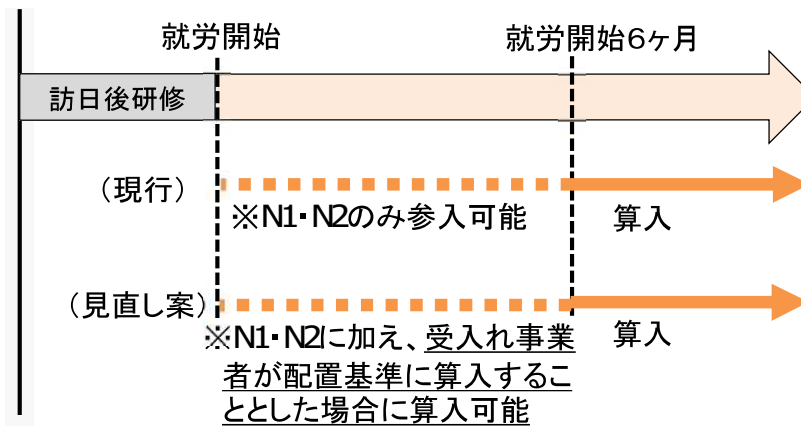 就労開始
就労開始6ヶ月
訪日後研修
（現行）
※N1・N2のみ参入可能
算入
（見直し案）
※N1・N2に加え、受入れ事業
者が配置基準に算入するこ
ととした場合に算入可能
算入